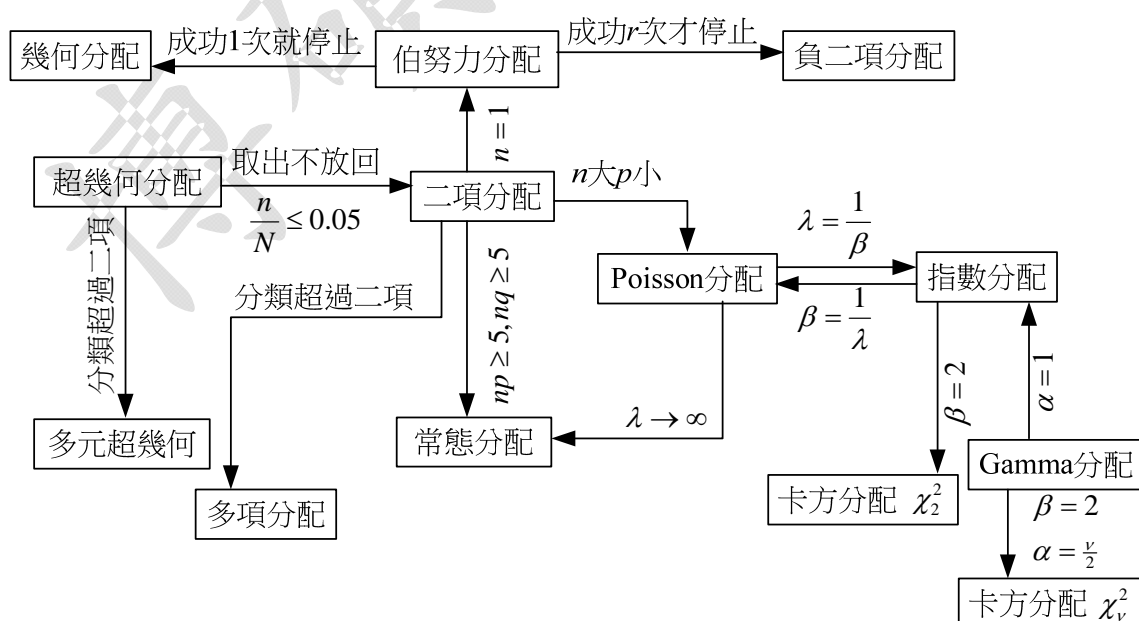 幾何分配
成功1次就停止
伯努力分配
成功r次才停止
負二項分配
n = 1
超幾何分配
取出不放回
n/N ≤ 0.05
二項分配
n大p小
Poisson分配
λ = 1/β
β = 1/λ
指數分配
分類超過二項
分類超過二項
np ≥ 5, nq ≥ 5
λ → ∞
β = 2
α = 1
多元超幾何
常態分配
Gamma分配
多項分配
卡方分配 χ₂²
β = 2
α = ν/2
卡方分配 χᵥ²